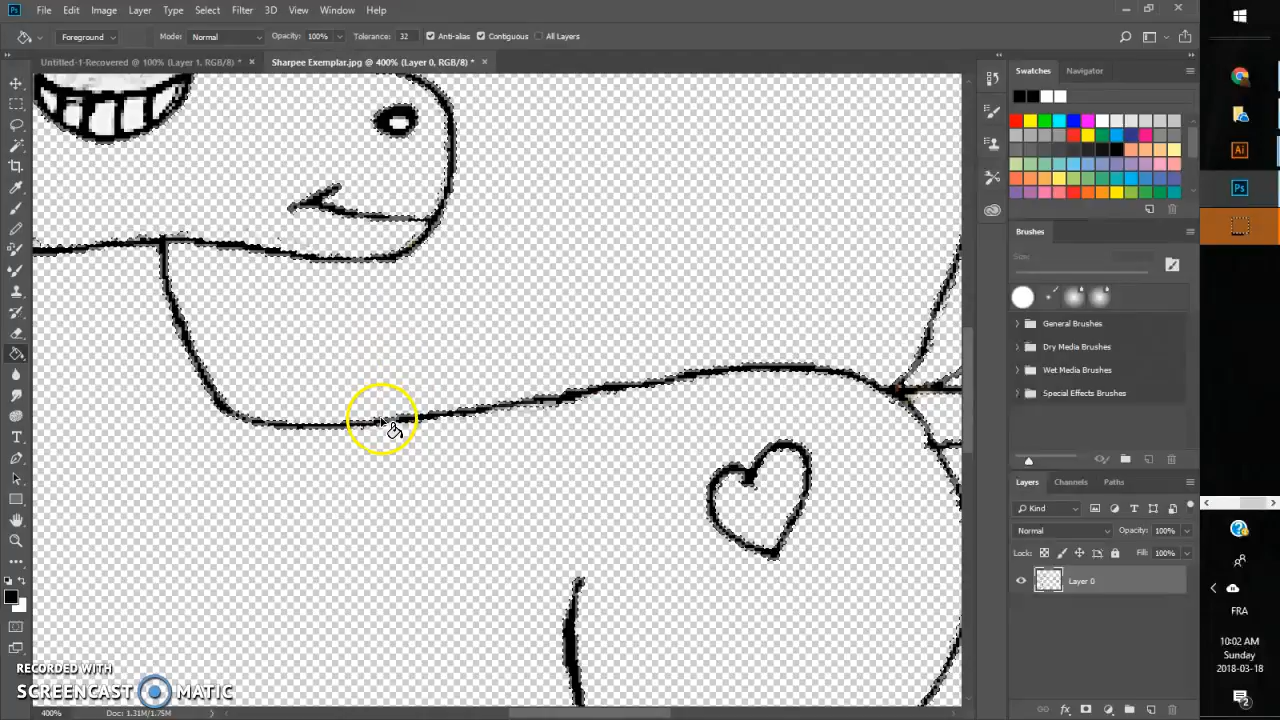 Ps File Edit Image Layer Type Select Filter 3D View Window Help
Foreground Mode: Normal Opacity: 100% Tolerance: 32 Anti-alias Contiguous All Layers
Untitled-1-Recovered @ 100% (Layer 1, RGB/8) * × Sharpee Exemplar.jpg @ 400% (Layer 0, RGB/8) * ×
Swatches Navigator
Ai
Ps
Brushes
Size:
General Brushes
Dry Media Brushes
Wet Media Brushes
Special Effects Brushes
T
Layers Channels Paths
Kind
Normal Opacity: 100%
Lock: Fill: 100%
Layer 0
FRA
10:02 AM
Sunday
2018-03-18
RECORDED WITH
SCREENCAST MATIC
400% Doc: 1.31M/1.75M
fx
2